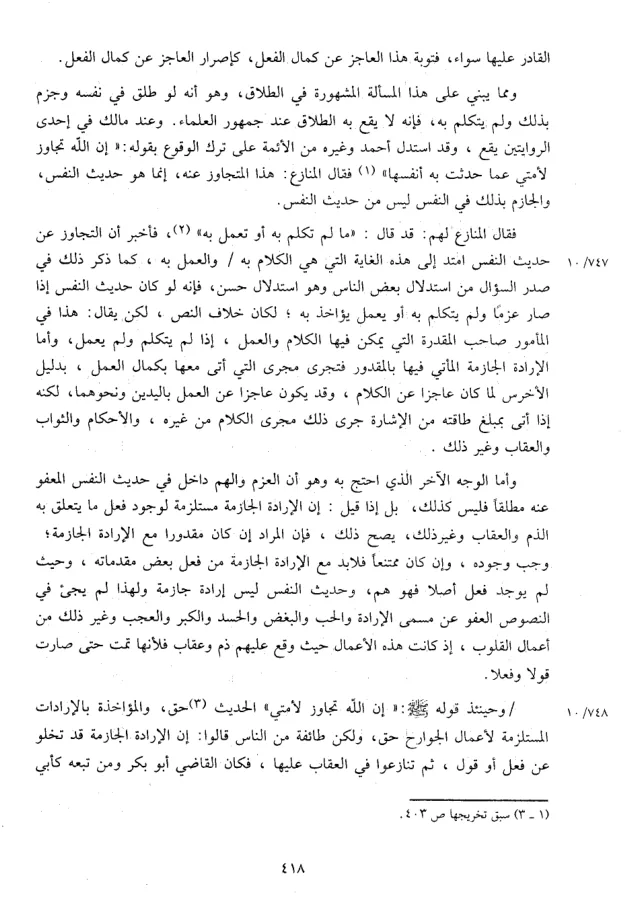 القادر عليها سواء، فتوبة هذا العاجز عن كمال الفعل، كإصرار العاجز عن كمال الفعل.
ومما يبني على هذا المسألة المشهورة في الطلاق، وهو أنه لو طلق في نفسه وجزم
بذلك ولم يتكلم به، فإنه لا يقع به الطلاق عند جمهور العلماء. وعند مالك في إحدى
الروايتين يقع ، وقد استدل أحمد وغيره من الأئمة على ترك الوقوع بقوله:« إن الله تجاوز
لأمتي عما حدثت به أنفسها» (١) فقال المنازع: هذا المتجاوز عنه، إنما هو حديث النفس،
والجازم بذلك في النفس ليس من حديث النفس.
فقال المنازع لهم: قد قال : «ما لم تكلم به أو تعمل به» (٢)، فأخبر أن التجاوز عن
١٠/٧٤٧ حديث النفس امتد إلى هذه الغاية التي هي الكلام به / والعمل به ، كما ذكر ذلك في
صدر السؤال من استدلال بعض الناس وهو استدلال حسن، فإنه لو كان حديث النفس إذا
صار عزمًا ولم يتكلم به أو يعمل يؤاخذ به ؛ لكان خلاف النص ، لكن يقال: هذا في
المأمور صاحب المقدرة التي يمكن فيها الكلام والعمل ، إذا لم يتكلم ولم يعمل، وأما
الإرادة الجازمة المأتي فيها بالمقدور فتجرى مجرى التي أتى معها بكمال العمل ، بدليل
الأخرس لما كان عاجزا عن الكلام ، وقد يكون عاجزا عن العمل باليدين ونحوهما، لكنه
إذا أتى بمبلغ طاقته من الإشارة جرى ذلك مجرى الكلام من غيره ، والأحكام والثواب
والعقاب وغير ذلك .
وأما الوجه الآخر الذي احتج به وهو أن العزم والهم داخل في حديث النفس المعفو
عنه مطلقاً فليس كذلك، بل إذا قيل : إن الإرادة الجازمة مستلزمة لوجود فعل ما يتعلق به
الذم والعقاب وغيرذلك، يصح ذلك ، فإن المراد إن كان مقدورا مع الإرادة الجازمة؛
وجب وجوده ، وإن كان ممتنعاً فلابد مع الإرادة الجازمة من فعل بعض مقدماته ، وحيث
لم يوجد فعل أصلا فهو هم، وحديث النفس ليس إرادة جازمة ولهذا لم يجئ في
النصوص العفو عن مسمى الإرادة والحب والبغض والحسد والكبر والعجب وغير ذلك من
أعمال القلوب ، إذ كانت هذه الأعمال حيث وقع عليهم ذم وعقاب فلأنها تمت حتى صارت
قولا وفعلا.
١٠/٧٤٨ / وحينئذ قوله ﷺ:« إن الله تجاوز لأمتي» الحديث (٣)حق، والمؤاخذة بالإرادات
المستلزمة لأعمال الجوارح حق، ولكن طائفة من الناس قالوا: إن الإرادة الجازمة قد تخلو
عن فعل أو قول ، ثم تنازعوا في العقاب عليها ، فكان القاضي أبو بكر ومن تبعه كأبي
(١ ـ ٣) سبق تخريجها ص ٤٠٣.
٤١٨